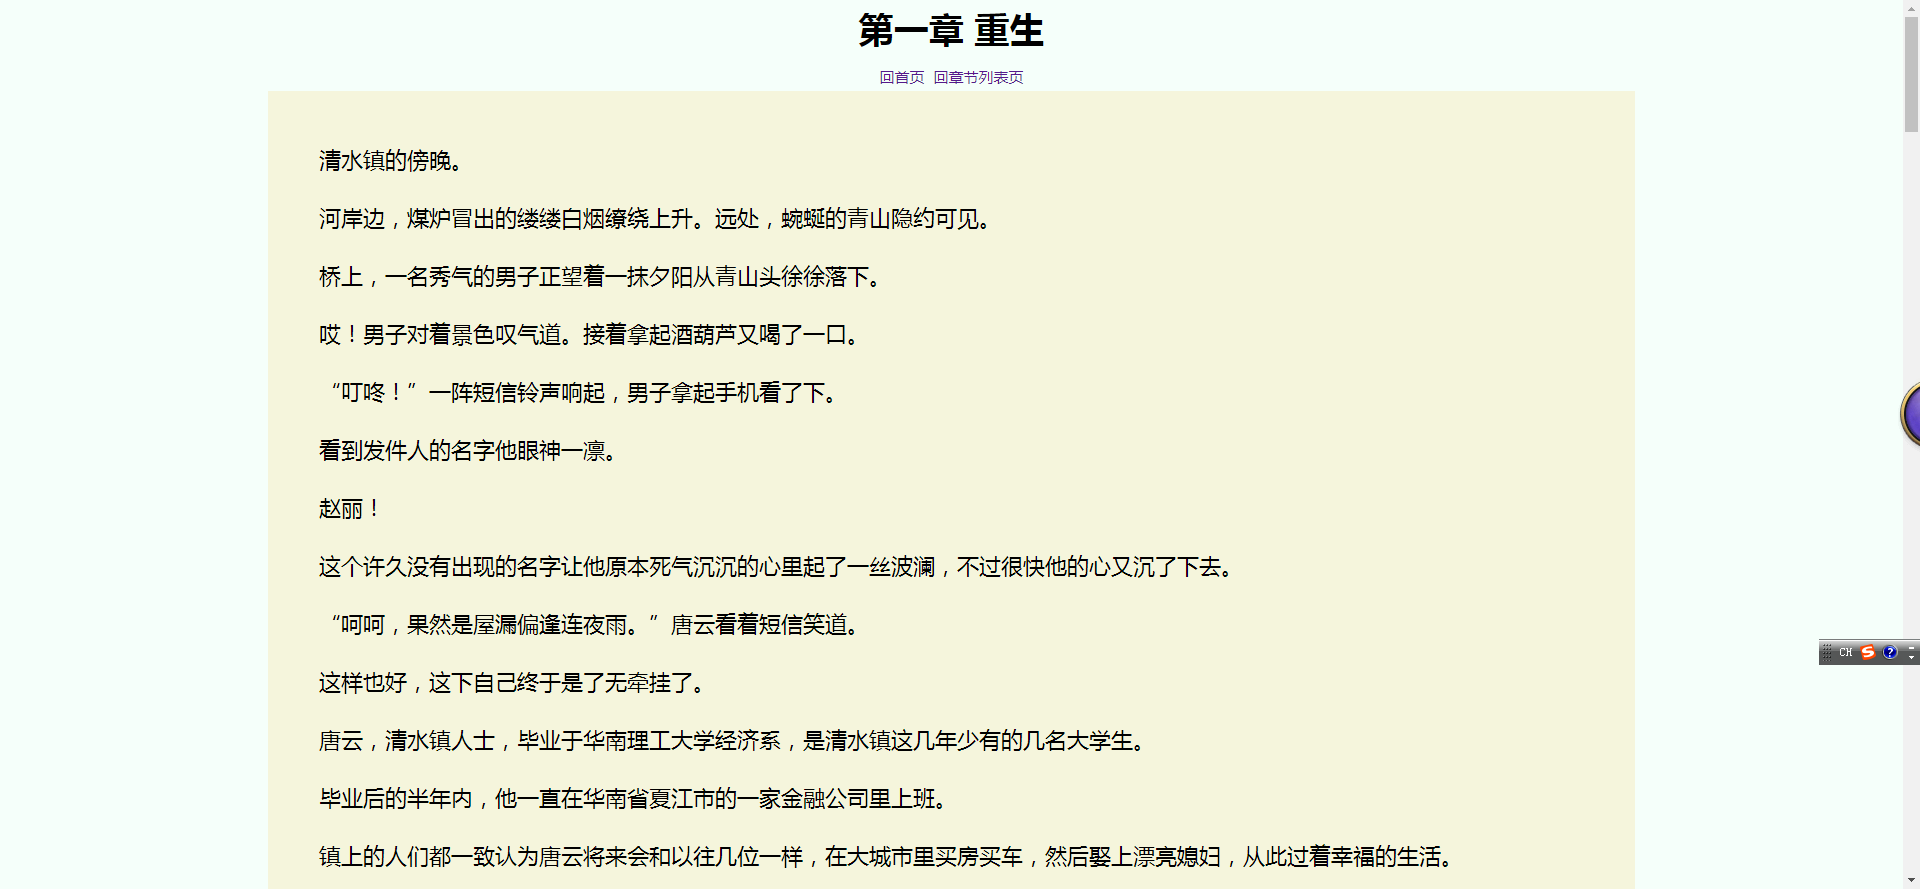 第一章 重生
回首页 回章节列表页
清水镇的傍晚。
河岸边，煤炉冒出的缕缕白烟缭绕上升。远处，蜿蜒的青山隐约可见。
桥上，一名秀气的男子正望着一抹夕阳从青山头徐徐落下。
哎！男子对着景色叹气道。接着拿起酒葫芦又喝了一口。
“叮咚！”一阵短信铃声响起，男子拿起手机看了下。
看到发件人的名字他眼神一凛。
赵丽！
这个许久没有出现的名字让他原本死气沉沉的心里起了一丝波澜，不过很快他的心又沉了下去。
“呵呵，果然是屋漏偏逢连夜雨。”唐云看着短信笑道。
这样也好，这下自己终于是了无牵挂了。
唐云，清水镇人士，毕业于华南理工大学经济系，是清水镇这几年少有的几名大学生。
毕业后的半年内，他一直在华南省夏江市的一家金融公司里上班。
镇上的人们都一致认为唐云将来会和以往几位一样，在大城市里买房买车，然后娶上漂亮媳妇，从此过着幸福的生活。
CH S ?